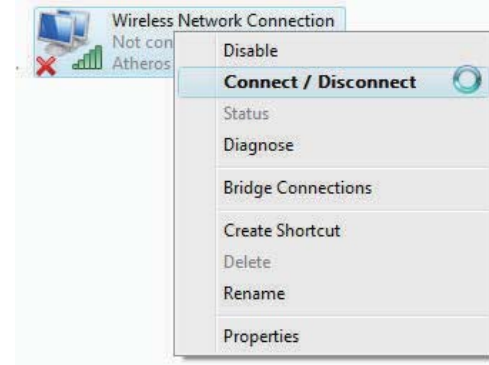 Wireless Network Connection
Not con
Atheros
Disable
Connect / Disconnect
Status
Diagnose
Bridge Connections
Create Shortcut
Delete
Rename
Properties